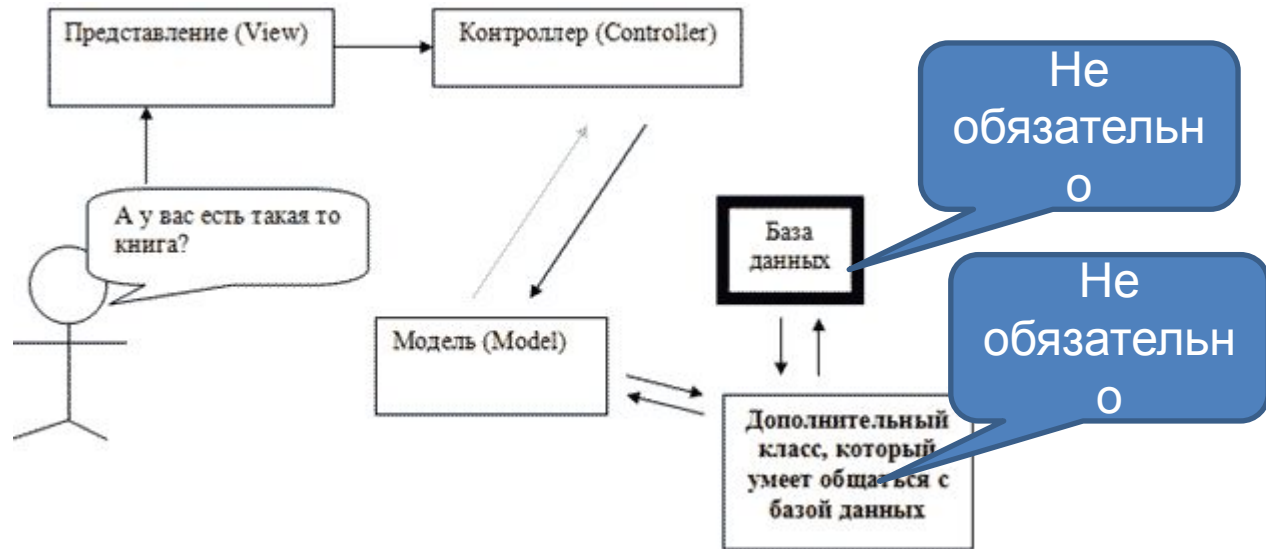 Представление (View)
Контроллер (Controller)
Не
обязательн
о
А у вас есть такая то
книга?
База
данных
Не
обязательн
о
Модель (Model)
Дополнительный
класс, который
умеет общаться с
базой данных